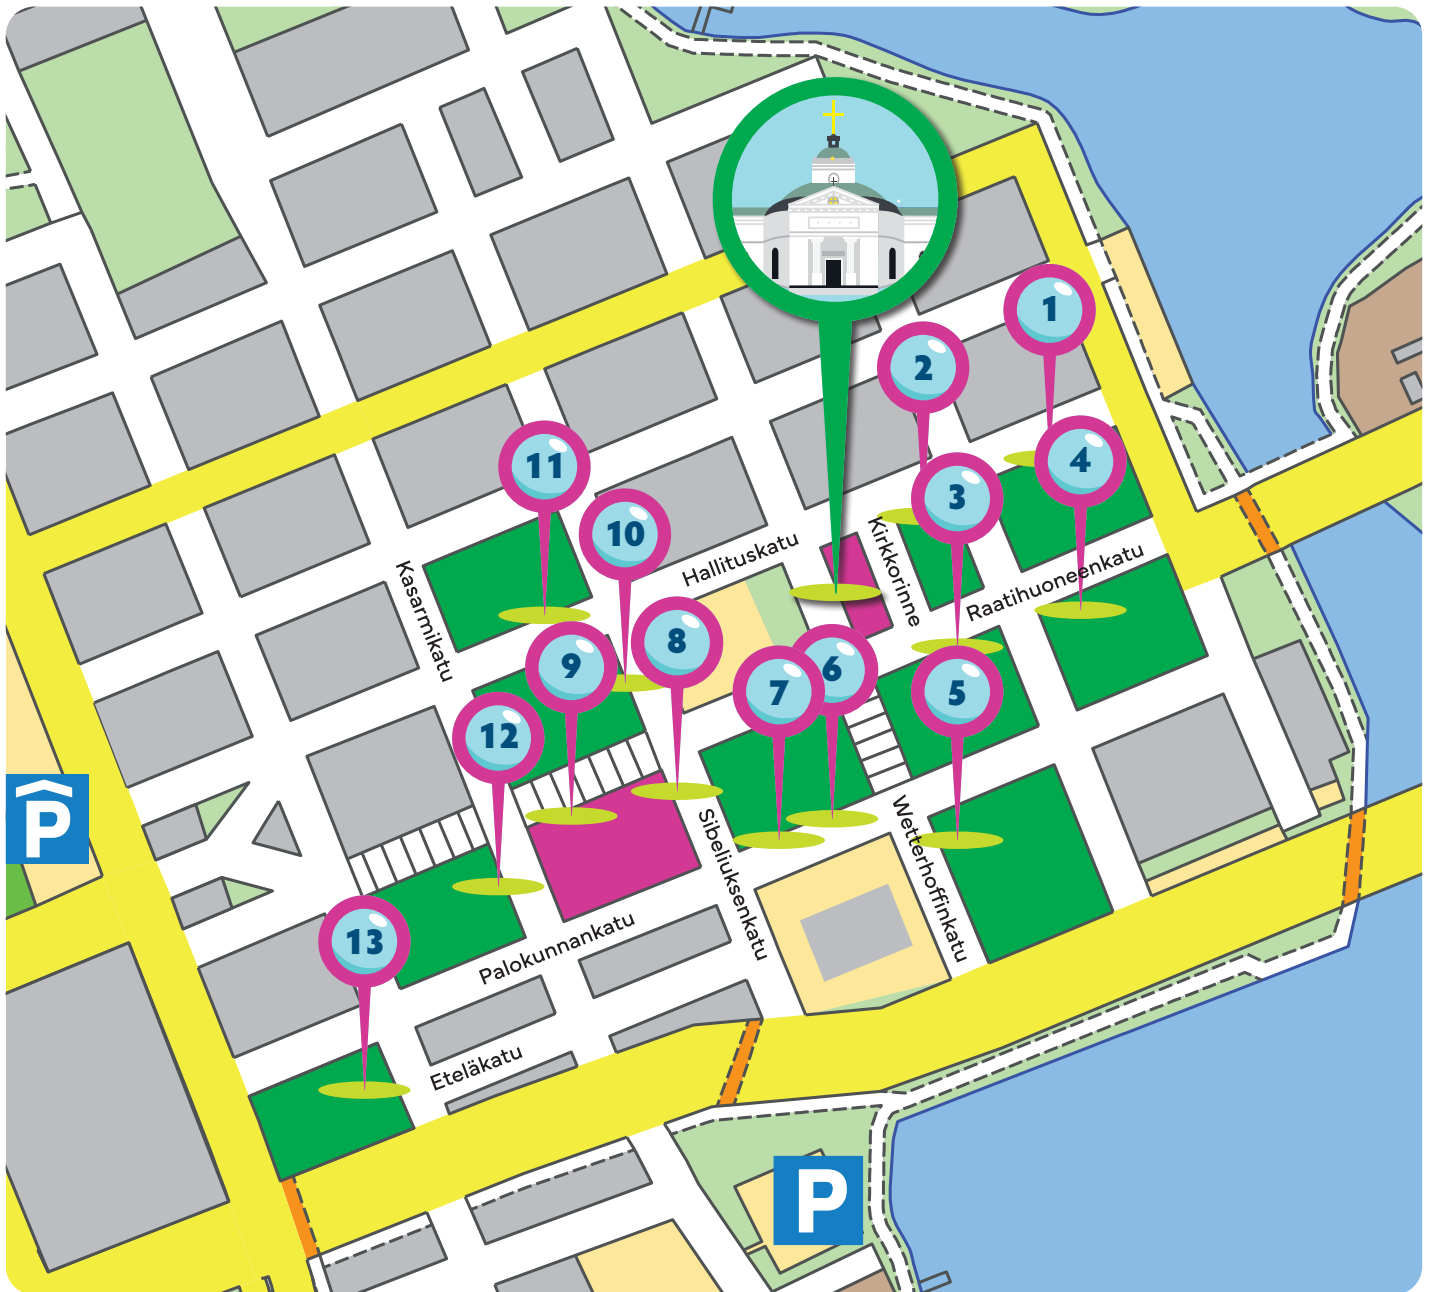 1
2
4
11
3
10
Hallituskatu
Kirkkorinne
Raatihuoneenkatu
Kasarmikatu
8
9
6
7
5
12
P
Sibeliuksenkatu
Wetterhoffinkatu
13
Palokunnankatu
Eteläkatu
P